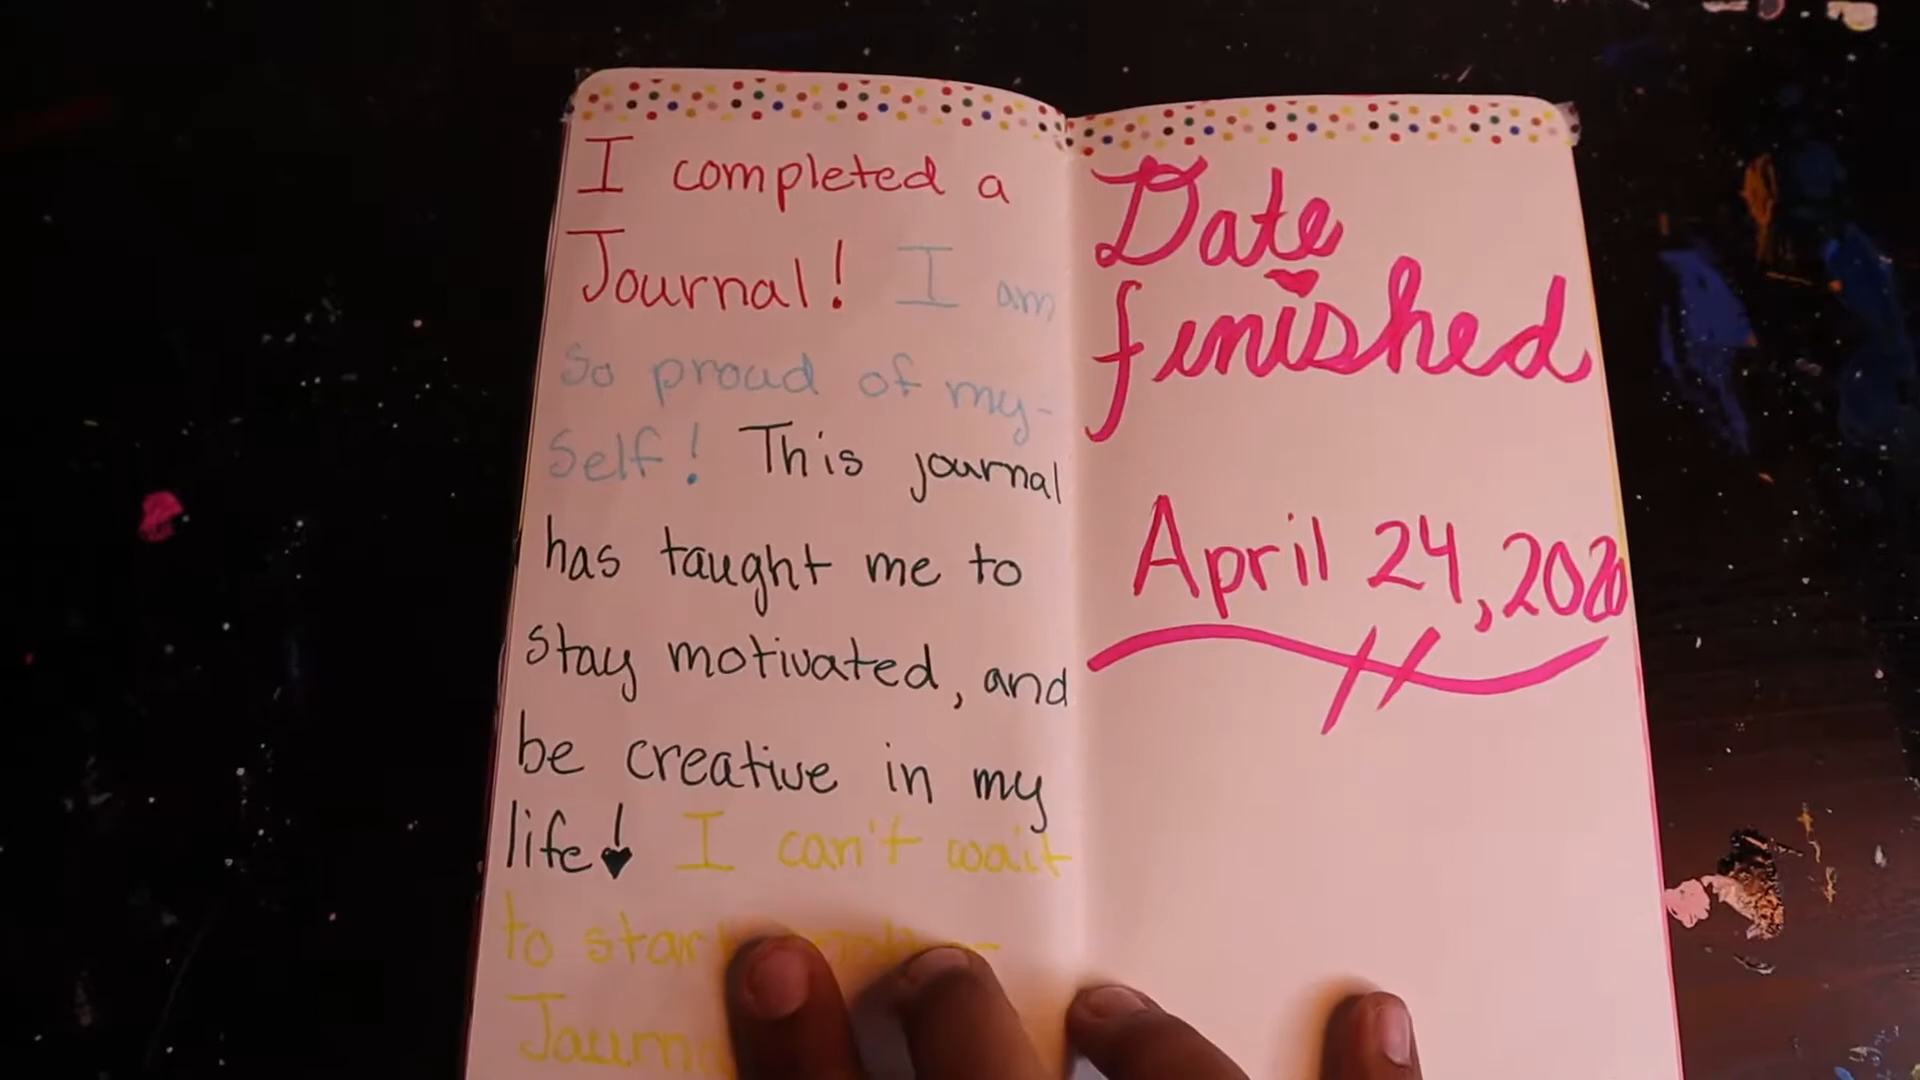 I completed a
Journal! I am
so proud of my-
self! This journal
has taught me to
stay motivated, and
be creative in my
life! I can't wait
to start
Date
finished
April 24, 2020